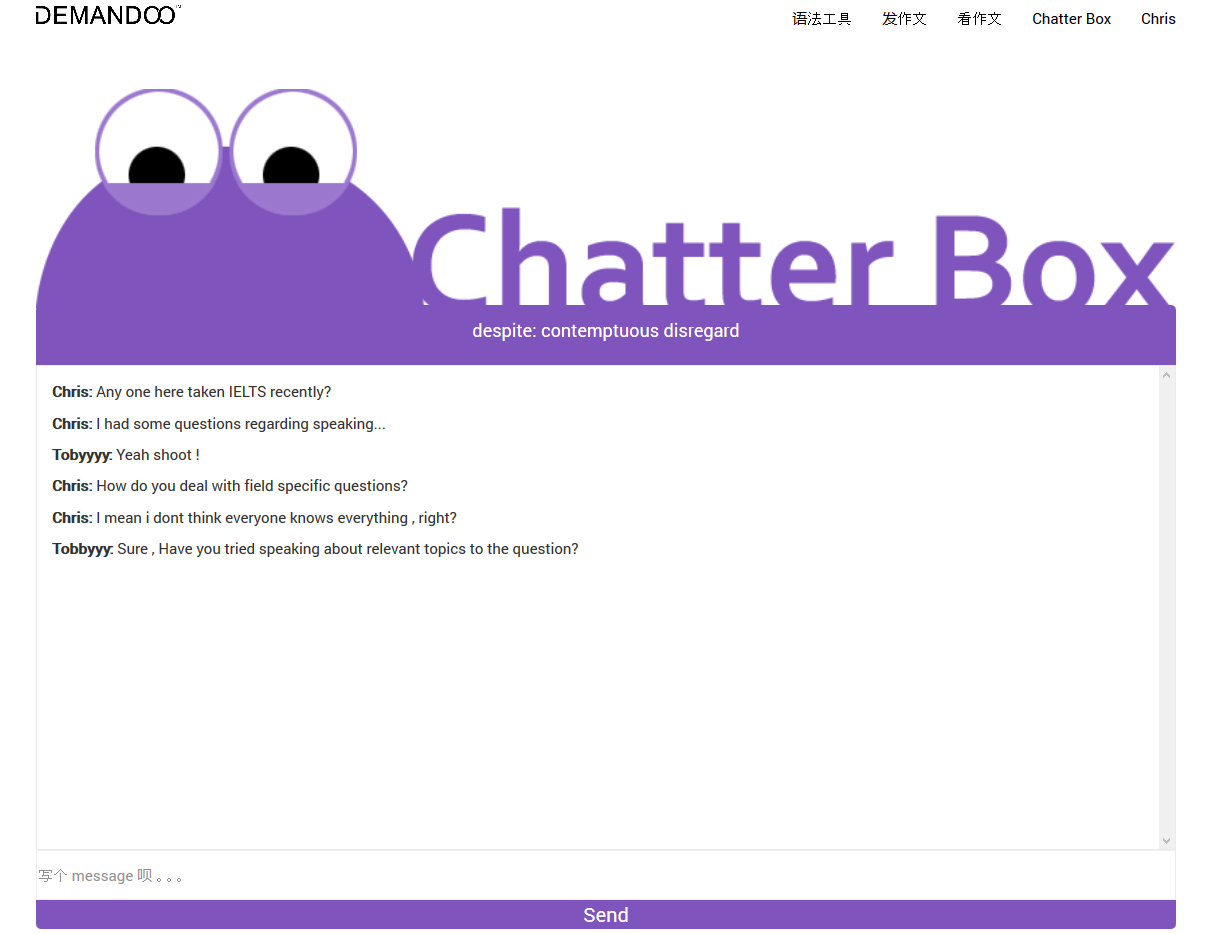 DEMANDOO™
语法工具 发作文 看作文 Chatter Box Chris
Chatter Box
despite: contemptuous disregard
Chris: Any one here taken IELTS recently?
Chris: I had some questions regarding speaking...
Tobyyyy: Yeah shoot !
Chris: How do you deal with field specific questions?
Chris: I mean i dont think everyone knows everything , right?
Tobbyyy: Sure , Have you tried speaking about relevant topics to the question?
写个 message 呗 。。。
Send